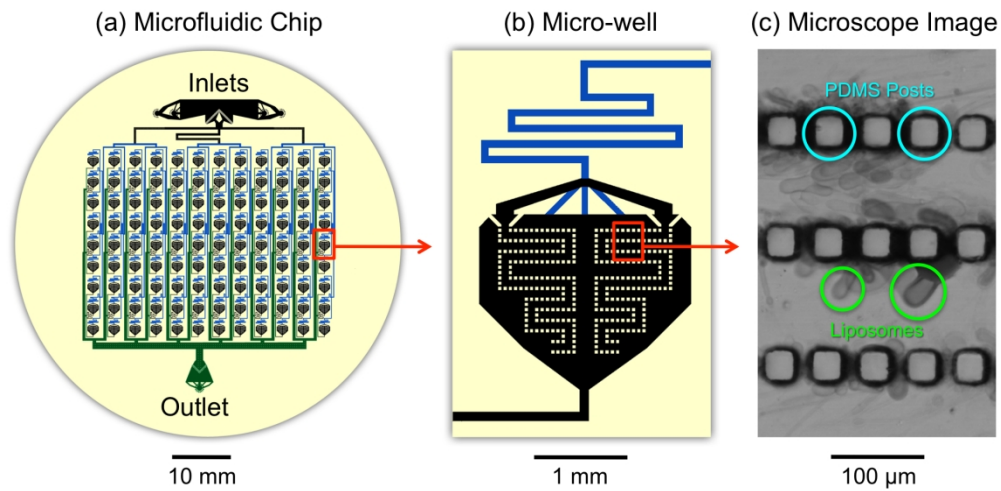 (a) Microfluidic Chip
(b) Micro-well
(c) Microscope Image
Inlets
Outlet
10 mm
1 mm
PDMS Posts
Liposomes
100 µm